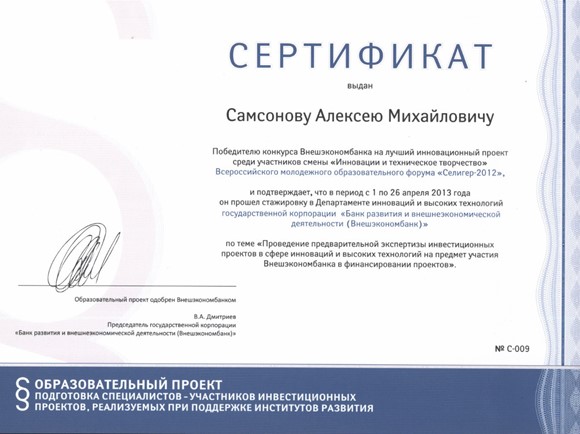 СЕРТИФИКАТ
выдан
Самсонову Алексею Михайловичу
Победителю конкурса Внешэкономбанка на лучший инновационный проект
среди участников смены «Инновации и техническое творчество»
Всероссийского молодежного образовательного форума «Селигер-2012»,
и подтверждает, что в период с 1 по 26 апреля 2013 года
он прошел стажировку в Департаменте инноваций и высоких технологий
государственной корпорации «Банк развития и внешнеэкономической
деятельности (Внешэкономбанк)»
по теме «Проведение предварительной экспертизы инвестиционных
проектов в сфере инноваций и высоких технологий на предмет участия
Внешэкономбанка в финансировании проектов».
Образовательный проект одобрен Внешэкономбанком
В.А. Дмитриев
Председатель государственной корпорации
«Банк развития и внешнеэкономической деятельности (Внешэкономбанк)»
№ С-009
§ ОБРАЗОВАТЕЛЬНЫЙ ПРОЕКТ
ПОДГОТОВКА СПЕЦИАЛИСТОВ - УЧАСТНИКОВ ИНВЕСТИЦИОННЫХ
ПРОЕКТОВ, РЕАЛИЗУЕМЫХ ПРИ ПОДДЕРЖКЕ ИНСТИТУТОВ РАЗВИТИЯ